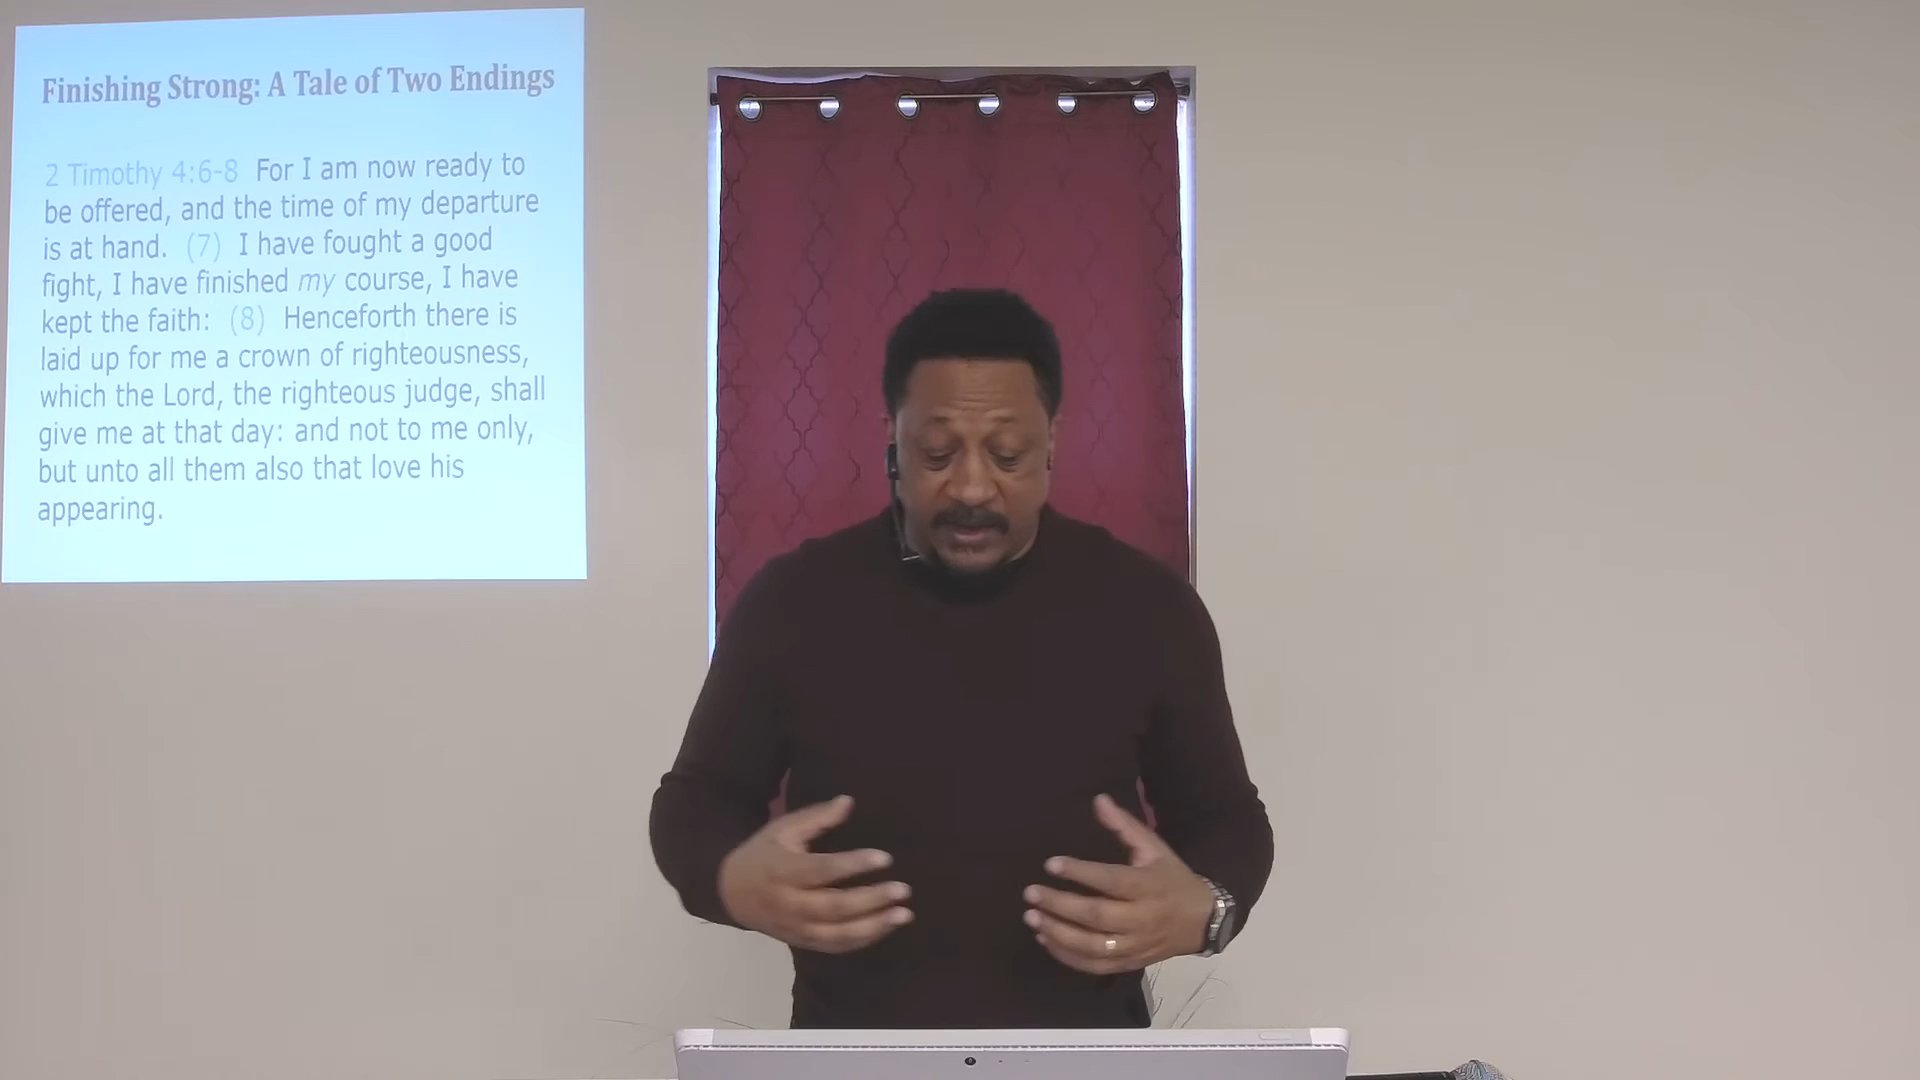 Finishing Strong: A Tale of Two Endings
2 Timothy 4:6-8 For I am now ready to
be offered, and the time of my departure
is at hand. (7) I have fought a good
fight, I have finished my course, I have
kept the faith: (8) Henceforth there is
laid up for me a crown of righteousness,
which the Lord, the righteous judge, shall
give me at that day: and not to me only,
but unto all them also that love his
appearing.